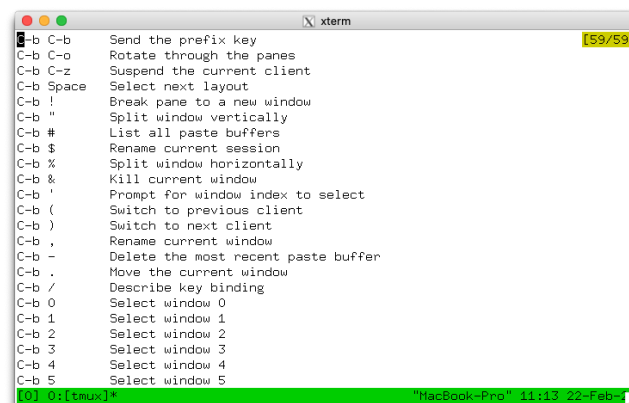 xterm
C-b C-b Send the prefix key [59/59
C-b C-o Rotate through the panes
C-b C-z Suspend the current client
C-b Space Select next layout
C-b ! Break pane to a new window
C-b " Split window vertically
C-b # List all paste buffers
C-b $ Rename current session
C-b % Split window horizontally
C-b & Kill current window
C-b ' Prompt for window index to select
C-b ( Switch to previous client
C-b ) Switch to next client
C-b , Rename current window
C-b - Delete the most recent paste buffer
C-b . Move the current window
C-b / Describe key binding
C-b 0 Select window 0
C-b 1 Select window 1
C-b 2 Select window 2
C-b 3 Select window 3
C-b 4 Select window 4
C-b 5 Select window 5
[0] 0:[tmux]* "MacBook-Pro" 11:13 22-Feb-